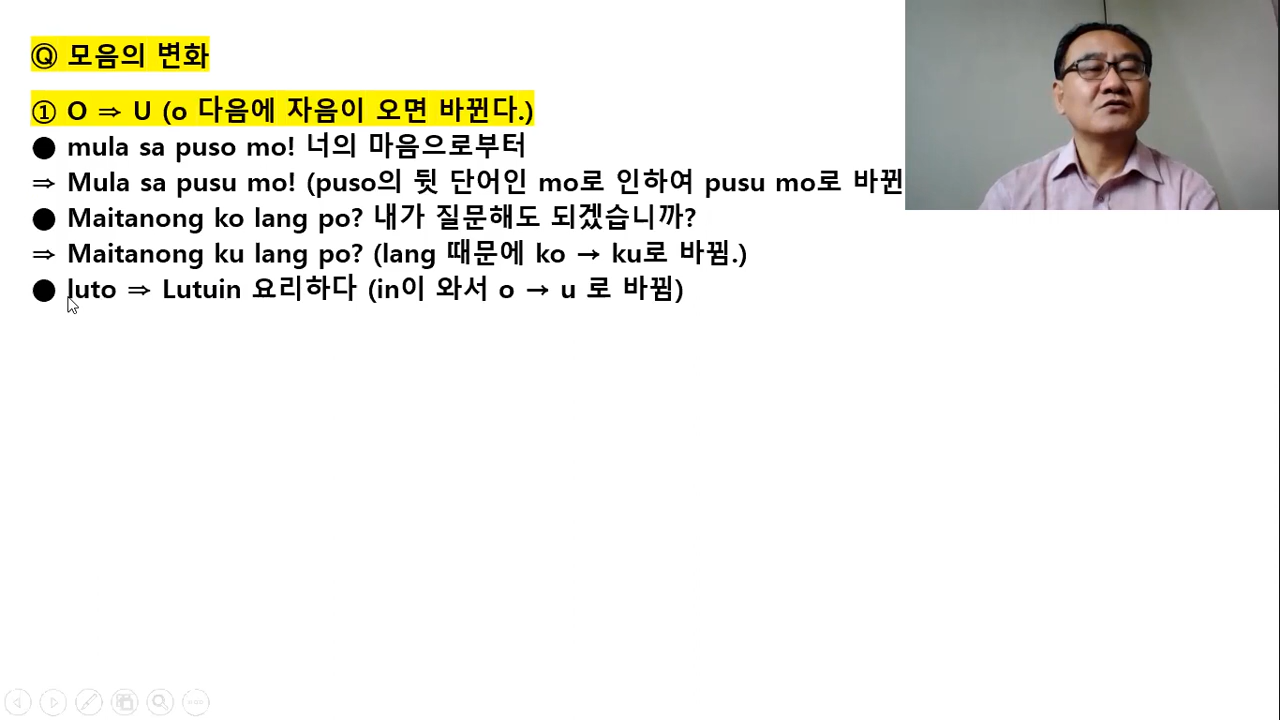 Ⓠ 모음의 변화
① O ⇒ U (o 다음에 자음이 오면 바뀐다.)
● mula sa puso mo! 너의 마음으로부터
⇒ Mula sa pusu mo! (puso의 뒷 단어인 mo로 인하여 pusu mo로 바뀐
● Maitanong ko lang po? 내가 질문해도 되겠습니까?
⇒ Maitanong ku lang po? (lang 때문에 ko → ku로 바뀜.)
● luto ⇒ Lutuin 요리하다 (in이 와서 o → u 로 바뀜)